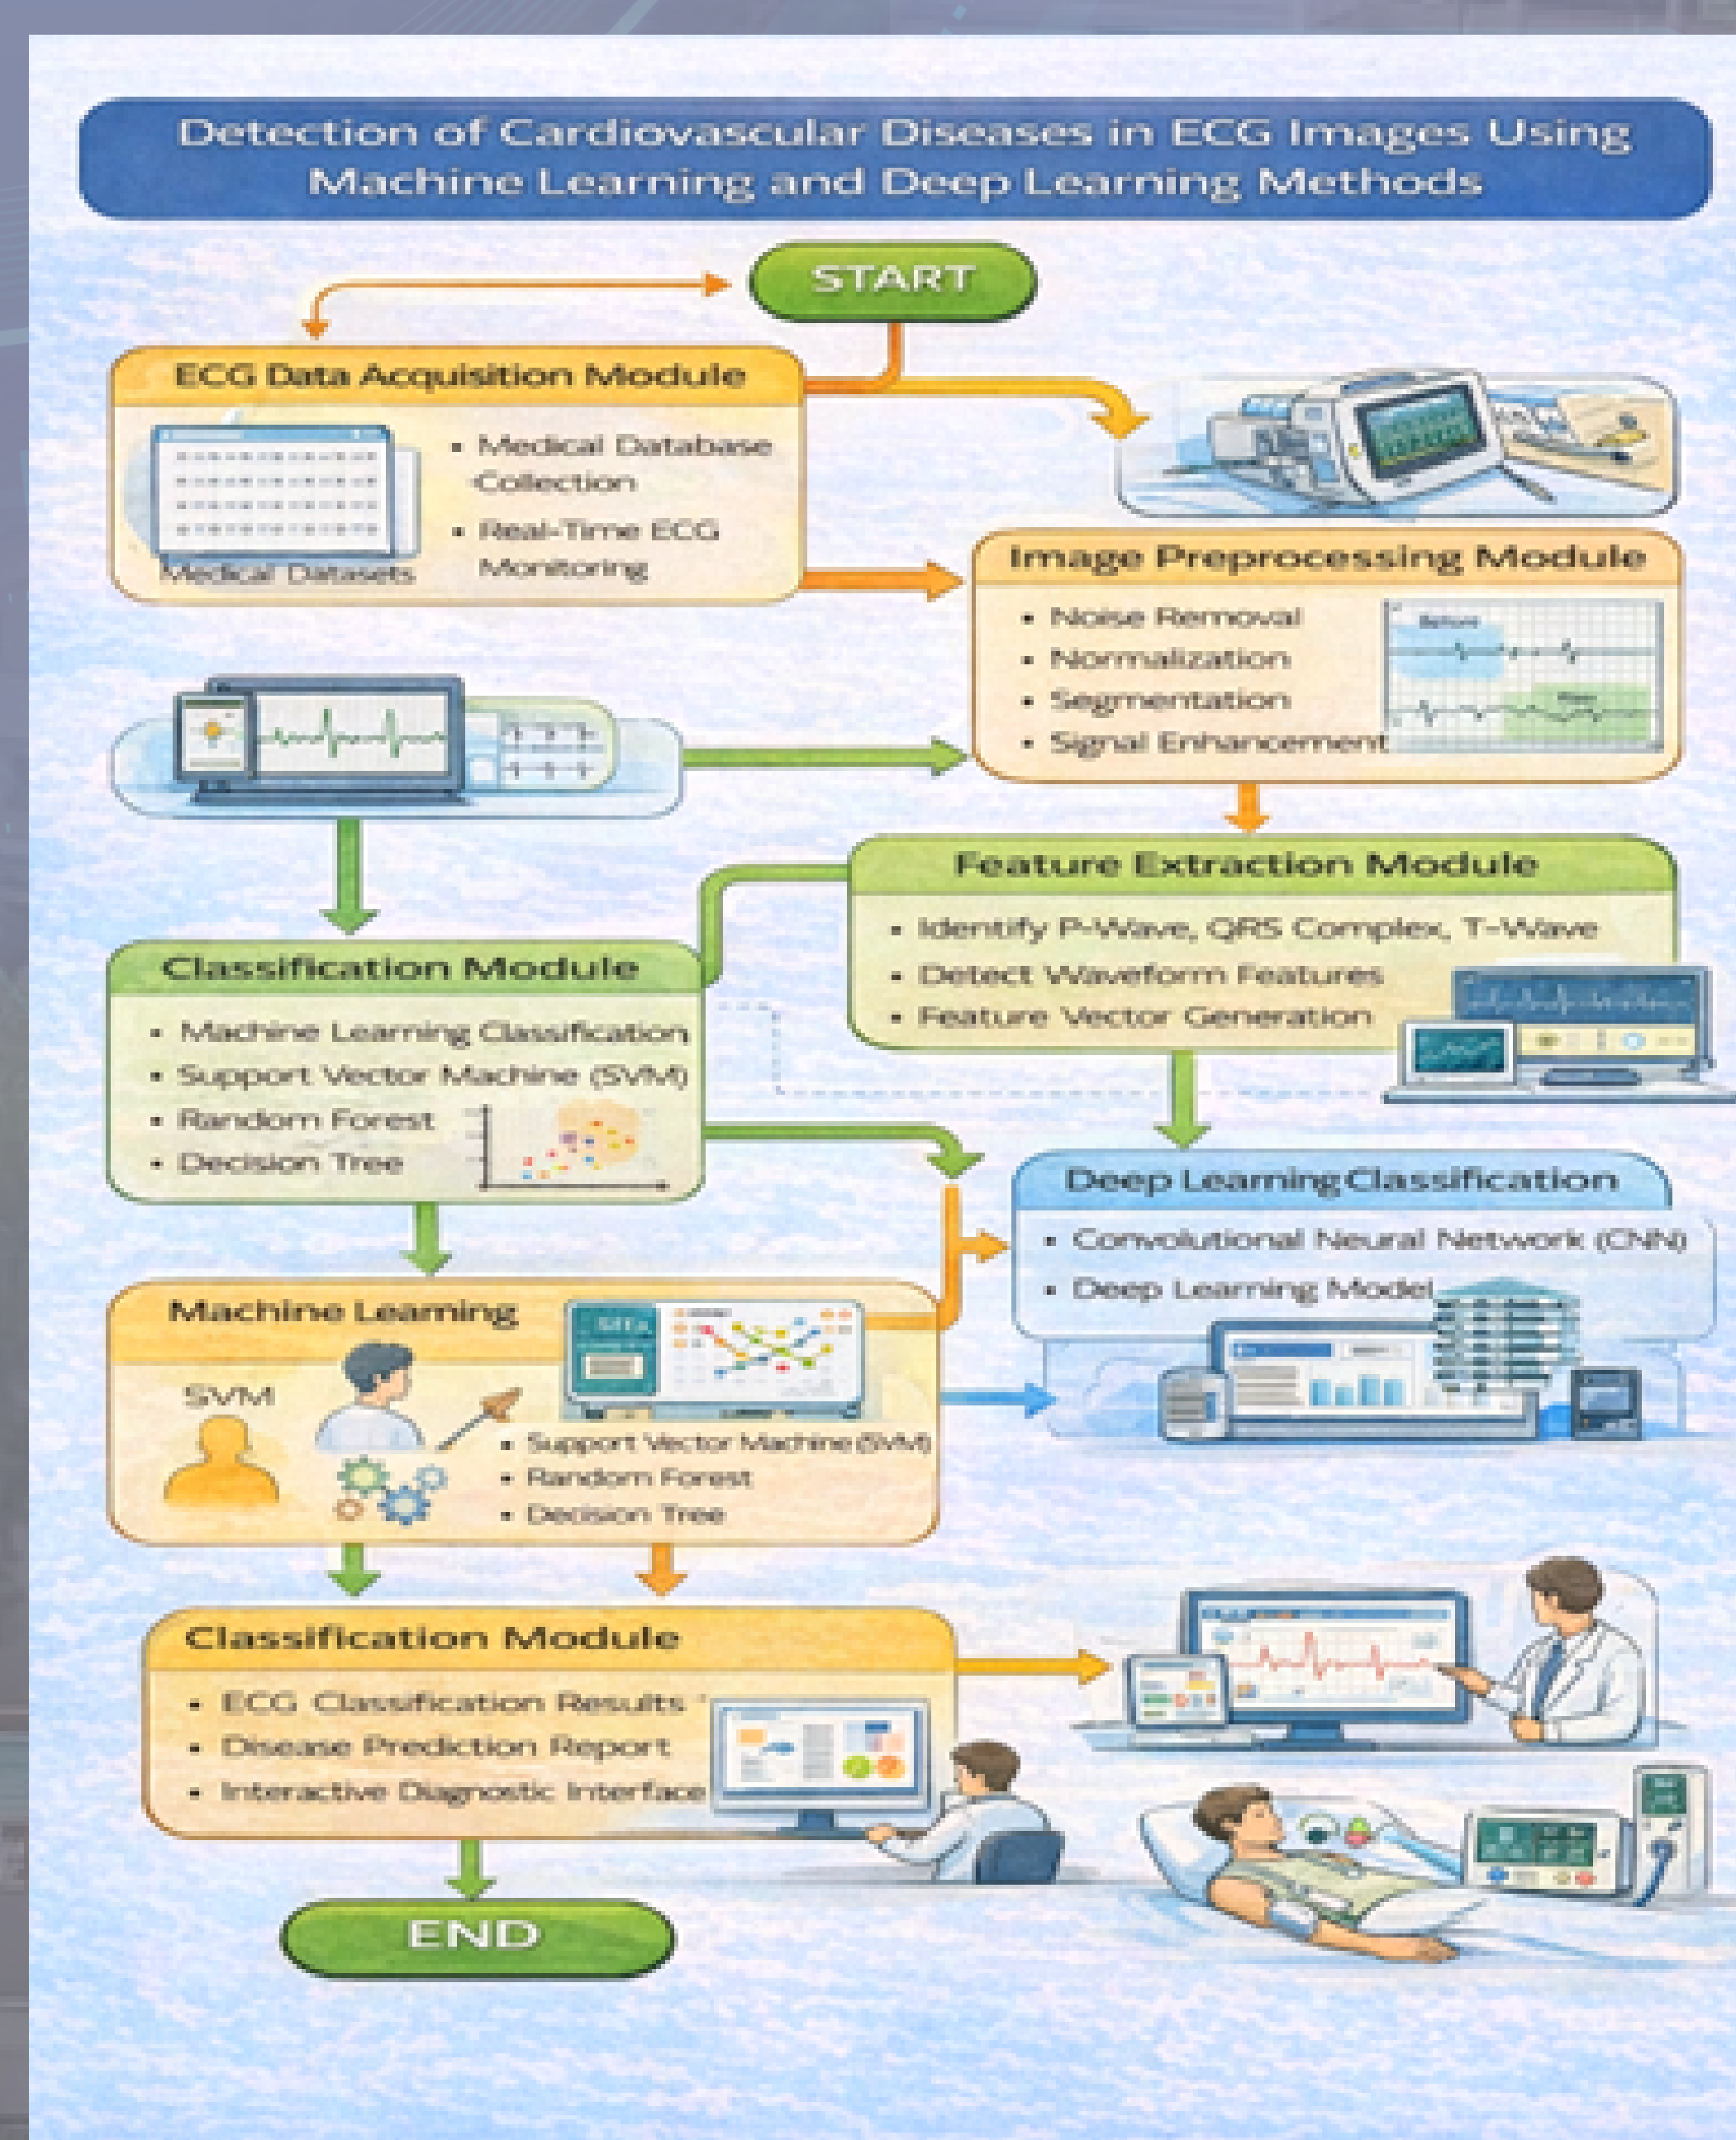 Detection of Cardiovascular Diseases in ECG Images Using
Machine Learning and Deep Learning Methods
START
ECG Data Acquisition Module
• Medical Database
Collection
• Real-Time ECG
Monitoring
Medical Datasets
Image Preprocessing Module
• Noise Removal
• Normalization
• Segmentation
• Signal Enhancement
Before
Feature Extraction Module
• Identify P-Wave, QRS Complex, T-Wave
• Detect Waveform Features
• Feature Vector Generation
Classification Module
• Machine Learning Classification
• Support Vector Machine (SVM)
• Random Forest
• Decision Tree
Deep Learning Classification
• Convolutional Neural Network (CNN)
• Deep Learning Model
Machine Learning
SVM
• Support Vector Machine (SVM)
• Random Forest
• Decision Tree
Classification Module
• ECG Classification Results
• Disease Prediction Report
• Interactive Diagnostic Interface
END